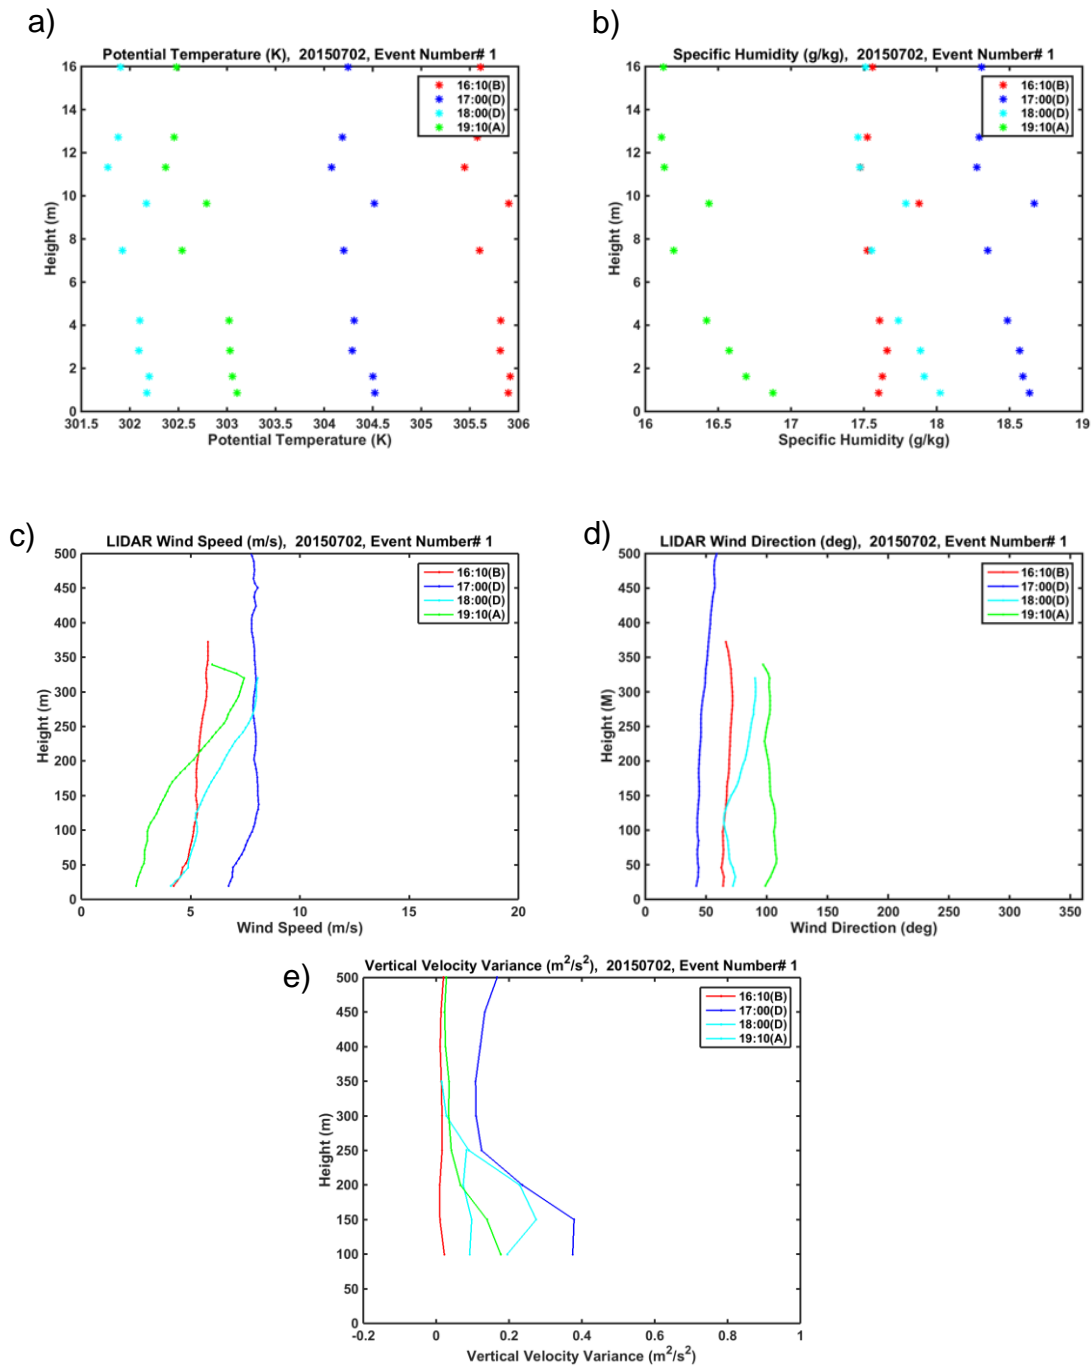 a)
Potential Temperature (K),  20150702, Event Number# 1
16
14
12
10
8
6
4
2
0
Height (m)
16:10(B)
17:00(D)
18:00(D)
19:10(A)
301.5 302 302.5 303 303.5 304 304.5 305 305.5 306
Potential Temperature (K)
b)
Specific Humidity (g/kg),  20150702, Event Number# 1
16
14
12
10
8
6
4
2
0
Height (m)
16:10(B)
17:00(D)
18:00(D)
19:10(A)
16 16.5 17 17.5 18 18.5 19
Specific Humidity (g/kg)
c)
LIDAR Wind Speed (m/s),  20150702, Event Number# 1
500
450
400
350
300
250
200
150
100
50
0
Height (m)
16:10(B)
17:00(D)
18:00(D)
19:10(A)
0 5 10 15 20
Wind Speed (m/s)
d)
LIDAR Wind Direction (deg),  20150702, Event Number# 1
500
450
400
350
300
250
200
150
100
50
0
Height (M)
16:10(B)
17:00(D)
18:00(D)
19:10(A)
0 50 100 150 200 250 300 350
Wind Direction (deg)
e)
Vertical Velocity Variance (m²/s²),  20150702, Event Number# 1
500
450
400
350
300
250
200
150
100
50
0
Height (m)
16:10(B)
17:00(D)
18:00(D)
19:10(A)
-0.2 0 0.2 0.4 0.6 0.8 1
Vertical Velocity Variance (m²/s²)